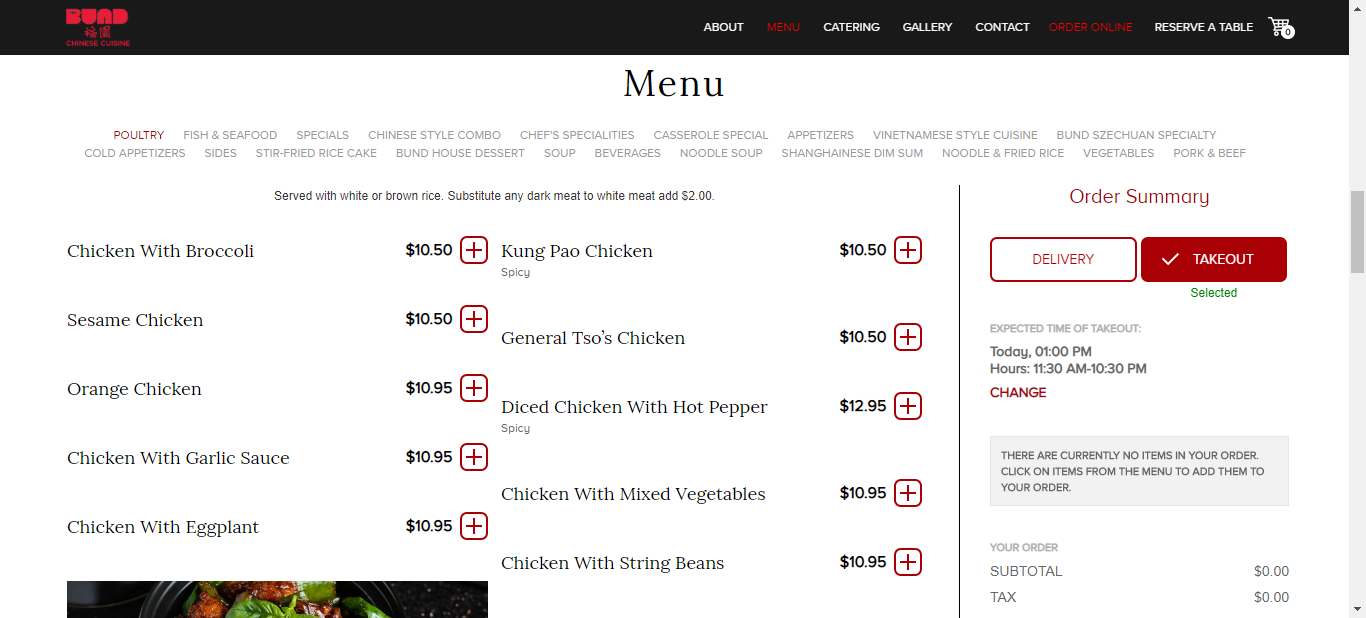 BUND
CHINESE CUISINE
ABOUT MENU CATERING GALLERY CONTACT ORDER ONLINE RESERVE A TABLE 0
Menu
POULTRY FISH & SEAFOOD SPECIALS CHINESE STYLE COMBO CHEF'S SPECIALITIES CASSEROLE SPECIAL APPETIZERS VINETNAMESE STYLE CUISINE BUND SZECHUAN SPECIALTY
COLD APPETIZERS SIDES STIR-FRIED RICE CAKE BUND HOUSE DESSERT SOUP BEVERAGES NOODLE SOUP SHANGHAINESE DIM SUM NOODLE & FRIED RICE VEGETABLES PORK & BEEF
Served with white or brown rice. Substitute any dark meat to white meat add $2.00.
Chicken With Broccoli $10.50
Sesame Chicken $10.50
Orange Chicken $10.95
Chicken With Garlic Sauce $10.95
Chicken With Eggplant $10.95
Kung Pao Chicken $10.50
Spicy
General Tso’s Chicken $10.50
Diced Chicken With Hot Pepper $12.95
Spicy
Chicken With Mixed Vegetables $10.95
Chicken With String Beans $10.95
Order Summary
DELIVERY TAKEOUT
Selected
EXPECTED TIME OF TAKEOUT:
Today, 01:00 PM
Hours: 11:30 AM-10:30 PM
CHANGE
THERE ARE CURRENTLY NO ITEMS IN YOUR ORDER.
CLICK ON ITEMS FROM THE MENU TO ADD THEM TO
YOUR ORDER.
YOUR ORDER
SUBTOTAL $0.00
TAX $0.00